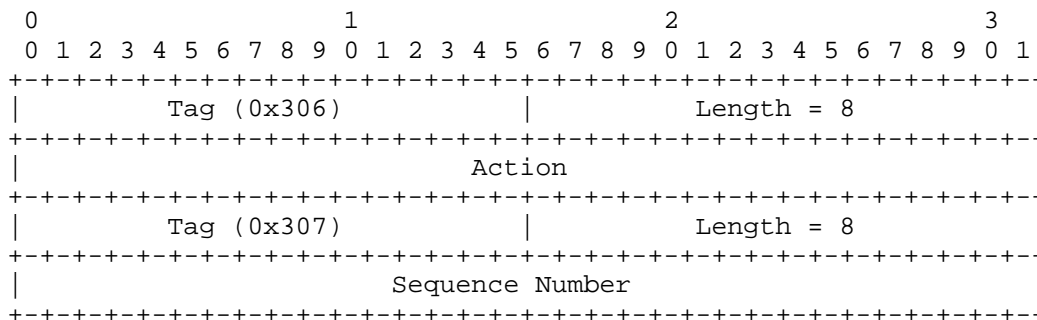 0                   1                   2                   3
 0 1 2 3 4 5 6 7 8 9 0 1 2 3 4 5 6 7 8 9 0 1 2 3 4 5 6 7 8 9 0 1
+-+-+-+-+-+-+-+-+-+-+-+-+-+-+-+-+-+-+-+-+-+-+-+-+-+-+-+-+-+-+-+--
|         Tag (0x306)           |          Length = 8
+-+-+-+-+-+-+-+-+-+-+-+-+-+-+-+-+-+-+-+-+-+-+-+-+-+-+-+-+-+-+-+--
|                            Action
+-+-+-+-+-+-+-+-+-+-+-+-+-+-+-+-+-+-+-+-+-+-+-+-+-+-+-+-+-+-+-+--
|         Tag (0x307)           |          Length = 8
+-+-+-+-+-+-+-+-+-+-+-+-+-+-+-+-+-+-+-+-+-+-+-+-+-+-+-+-+-+-+-+--
|                       Sequence Number
+-+-+-+-+-+-+-+-+-+-+-+-+-+-+-+-+-+-+-+-+-+-+-+-+-+-+-+-+-+-+-+--